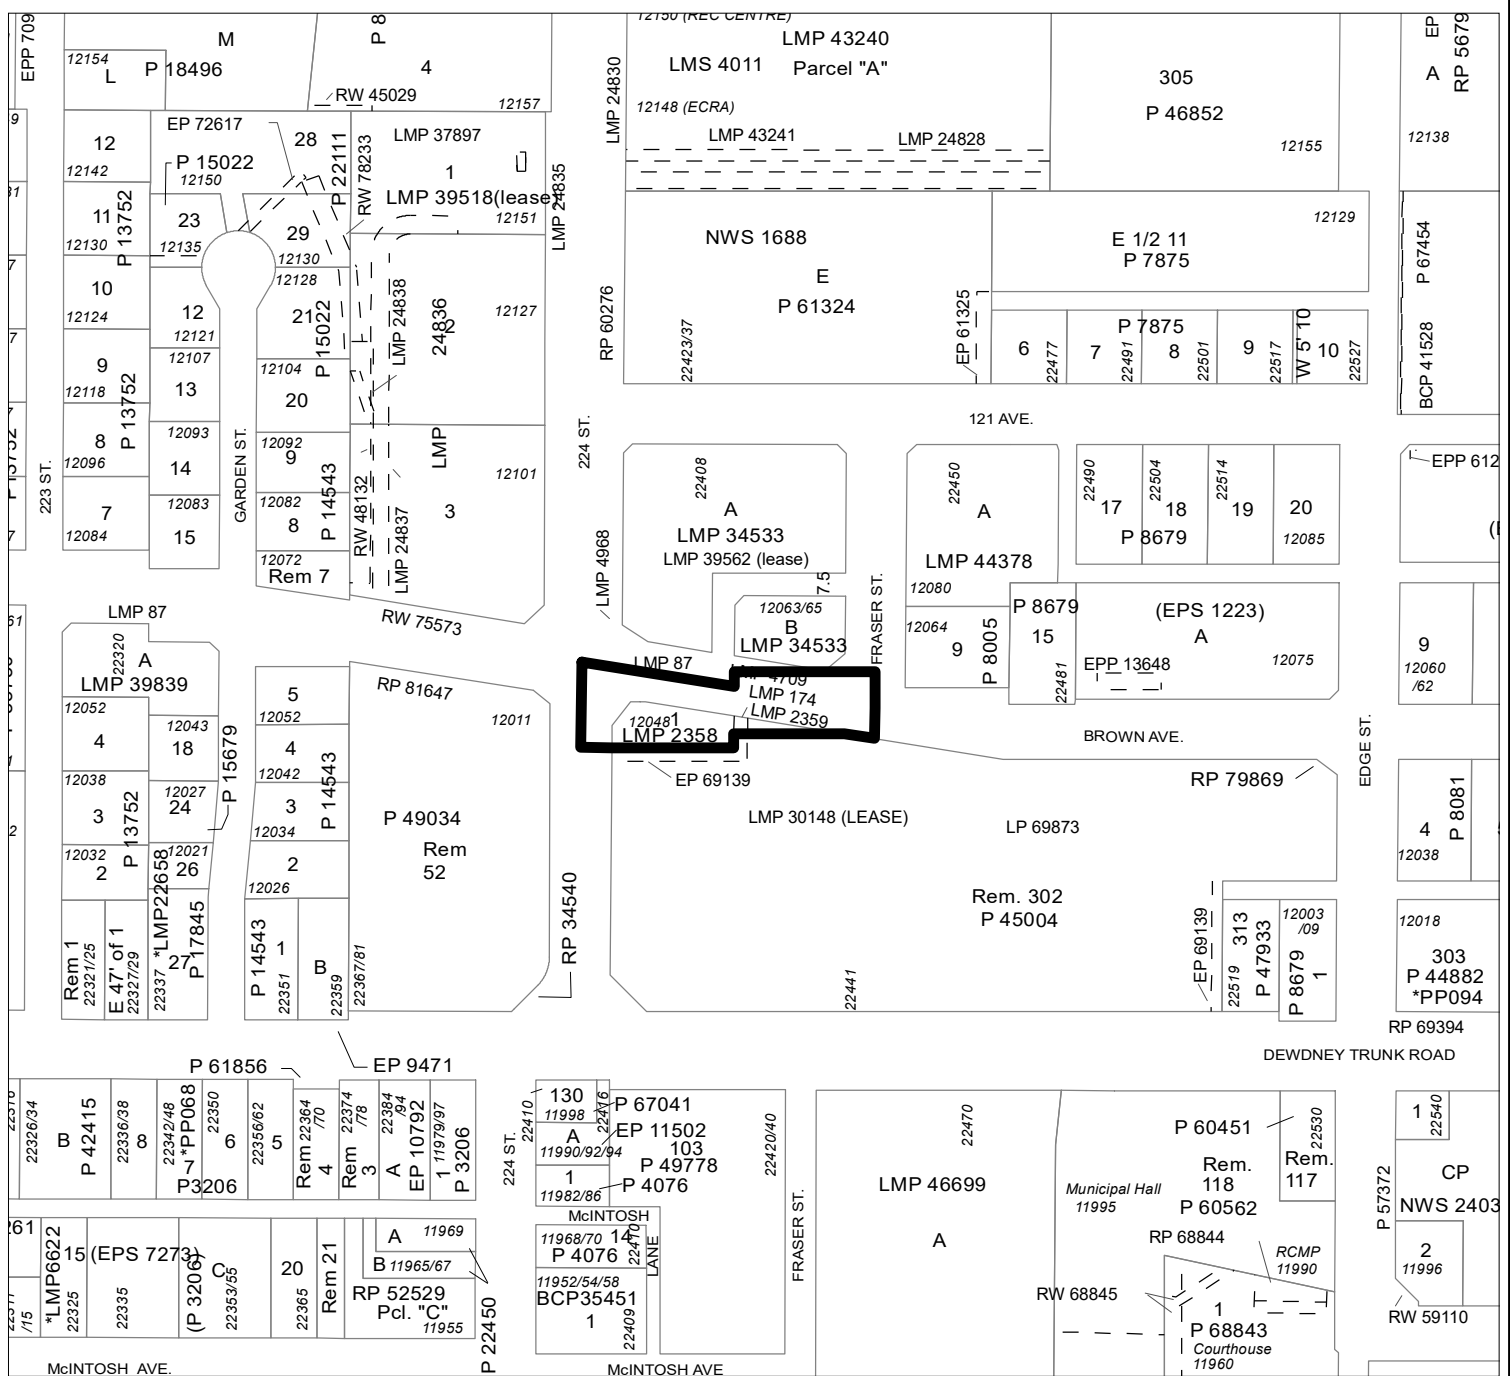 EPP 709
12154
L
P 18496
M
P 8
4
RW 45029
12157
LMP 24830
12150 (REC CENTRE)
LMP 43240
LMS 4011
Parcel "A"
12148 (ECRA)
LMP 43241
LMP 24828
305
P 46852
12155
EP
A
RP 5679
12138
EP 72617
28
P 22111
RW 78233
LMP 37897
1
LMP 39518(lease)
12151
LMP 24835
12
12142
P 15022
12150
11
12130
P 13752
23
12135
29
12130
10
12124
12
12121
12128
21
P 15022
LMP 24838
24836
2
12127
9
12118
P 13752
12107
13
12104
20
8
12096
12093
14
12092
9
P 14543
LMP
12101
3
7
12084
12083
15
12082
8
12072
Rem 7
RW 48132
LMP 24837
223 ST.
GARDEN ST.
224 ST.
RP 60276
NWS 1688
E
P 61324
22423/37
EP 61325
12129
E 1/2 11
P 7875
P 7875
6
22477
7
22491
8
22501
9
22517
W 5' 10
10
22527
P 67454
BCP 41528
121 AVE.
22408
A
LMP 34533
LMP 39562 (lease)
7.5
12063/65
B
LMP 34533
LMP 4968
FRASER ST.
22450
A
LMP 44378
12080
12064
9
P 8005
22490
17
22504
18
22514
19
20
P 8679
12085
P 8679
15
22481
(EPS 1223)
A
EPP 13648
12075
EPP 612
9
12060
/62
LMP 87
RW 75573
22320
A
LMP 39839
12052
4
12043
18
P 15679
5
12052
RP 81647
12011
LMP 87
LMP 4709
LMP 174
LMP 2359
12048
1
LMP 2358
EP 69139
BROWN AVE.
EDGE ST.
RP 79869
12038
3
P 13752
12027
24
4
12042
P 14543
3
12034
12032
2
12021
26
2
12026
P 49034
Rem
52
LMP 30148 (LEASE)
LP 69873
Rem. 302
P 45004
4
P 8081
12038
Rem 1
22321/25
E 47' of 1
22327/29
22337
*LMP22658
27
P 17845
P 14543
1
22351
B
22359
22367/81
RP 34540
22441
EP 69139
22519
313
P 47933
12003
/09
P 8679
1
12018
303
P 44882
*PP094
RP 69394
DEWDNEY TRUNK ROAD
P 61856
EP 9471
22326/34
B
P 42415
22336/38
8
22342/48
*PP068
7
P3206
22350
6
22356/62
5
Rem
22364
/70
4
Rem
22374
/78
3
22384
/94
A
EP 10792
11979/97
1
P 3206
224 ST.
22410
130
11998
22416
P 67041
A
11990/92/94
EP 11502
103
P 49778
1
11982/86
P 4076
22420/40
McINTOSH
LANE
11968/70
14
P 4076
22410
11952/54/58
BCP35451
1
22409
FRASER ST.
22470
LMP 46699
A
Municipal Hall
11995
P 60451
Rem.
118
P 60562
22530
Rem.
117
RP 68844
RCMP
11990
RW 68845
1
P 68843
Courthouse
11960
P 57372
1
22540
CP
NWS 2403
2
11996
RW 59110
261
*LMP6622
22325
15 (EPS 7273)
22335
(P 3206)
C
22353/55
20
22365
Rem 21
A
11969
B
11965/67
RP 52529
Pcl. "C"
11955
P 22450
McINTOSH AVE.
McINTOSH AVE